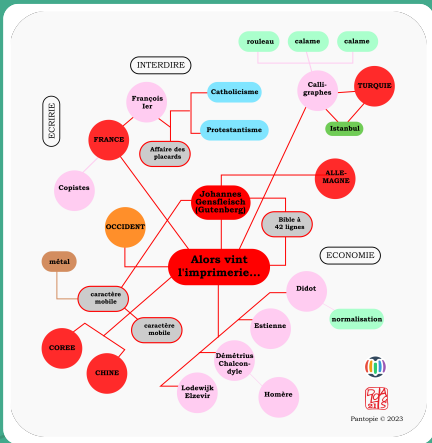 rouleau
calame
calame
INTERDIRE
ECRIRIE
François
Ier
Calli-
graphes
TURQUIE
Catholicisme
Istanbul
Protestantisme
FRANCE
Affaire des
placards
Copistes
ALLE-
MAGNE
Johannes
Gensfleisch
(Gutenberg)
Bible à
42 lignes
OCCIDENT
ECONOMIE
Alors vint
l'imprimerie...
métal
caractère
mobile
Didot
normalisation
caractère
mobile
Estienne
COREE
CHINE
Démétrius
Chalcon-
dyle
Lodewijk
Elzevir
Homère
Pantopie © 2023